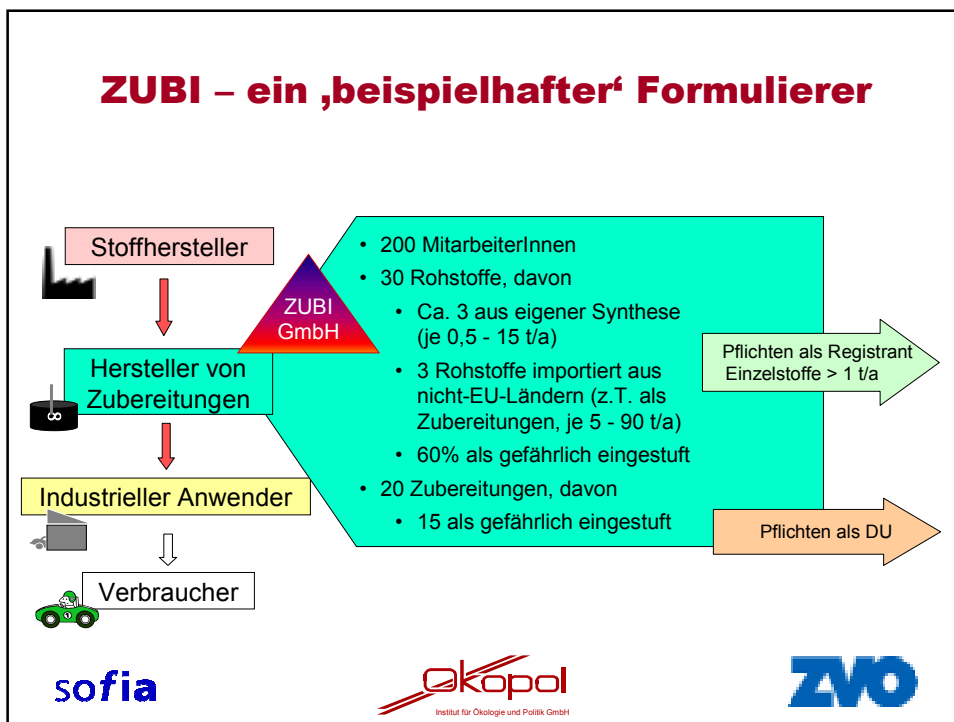 ZUBI – ein ‚beispielhafter‘ Formulierer
Stoffhersteller
Hersteller von
Zubereitungen
8
Industrieller Anwender
Verbraucher
1
ZUBI
GmbH
• 200 MitarbeiterInnen
• 30 Rohstoffe, davon
• Ca. 3 aus eigener Synthese
(je 0,5 - 15 t/a)
• 3 Rohstoffe importiert aus
nicht-EU-Ländern (z.T. als
Zubereitungen, je 5 - 90 t/a)
• 60% als gefährlich eingestuft
• 20 Zubereitungen, davon
• 15 als gefährlich eingestuft
Pflichten als Registrant
Einzelstoffe > 1 t/a
Pflichten als DU
sofia
Ökopol
Institut für Ökologie und Politik GmbH
ZVO